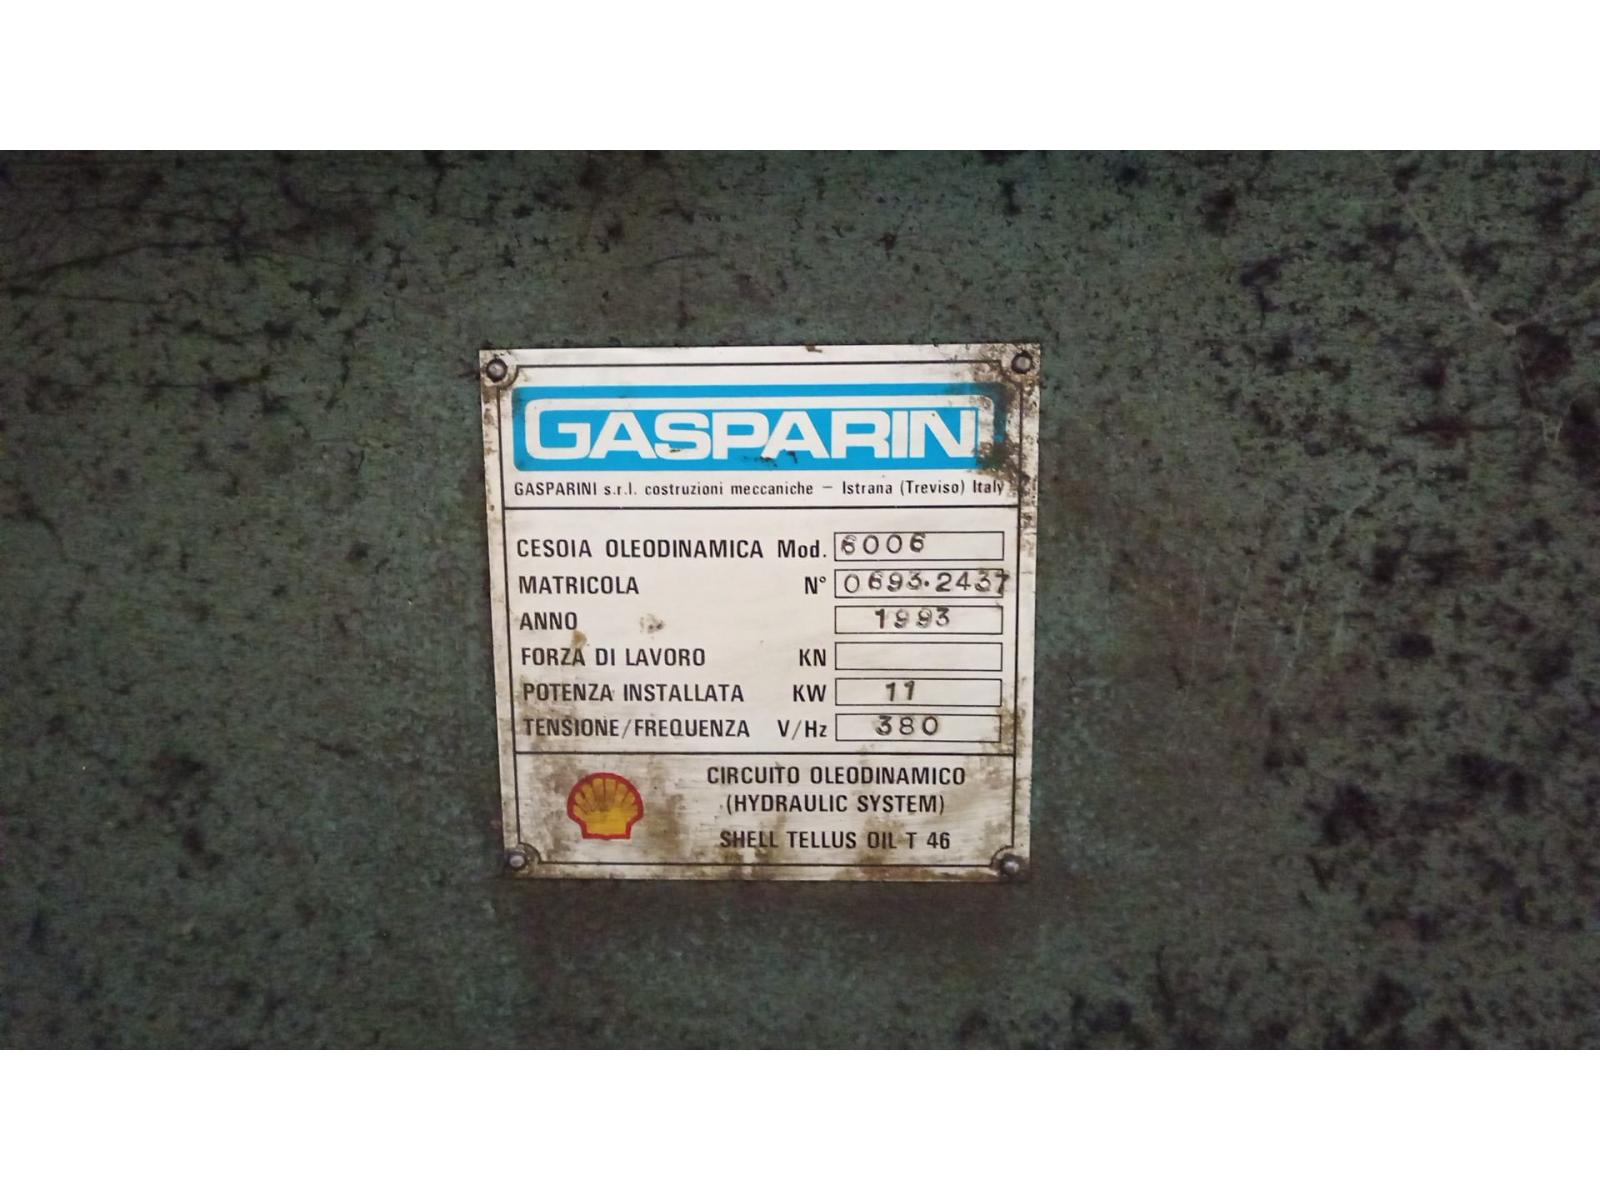 GASPARINI
GASPARINI s.r.l. costruzioni meccaniche – Istrana (Treviso) Italy
CESOIA OLEODINAMICA Mod. 6006
MATRICOLA N° 0693.2437
ANNO 1993
FORZA DI LAVORO KN
POTENZA INSTALLATA KW 11
TENSIONE/FREQUENZA V/Hz 380
CIRCUITO OLEODINAMICO
(HYDRAULIC SYSTEM)
SHELL TELLUS OIL T 46